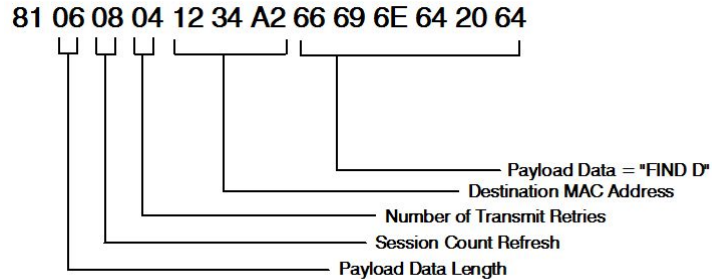 81 06 08 04 12 34 A2 66 69 6E 64 20 64
Payload Data = "FIND D"
Destination MAC Address
Number of Transmit Retries
Session Count Refresh
Payload Data Length